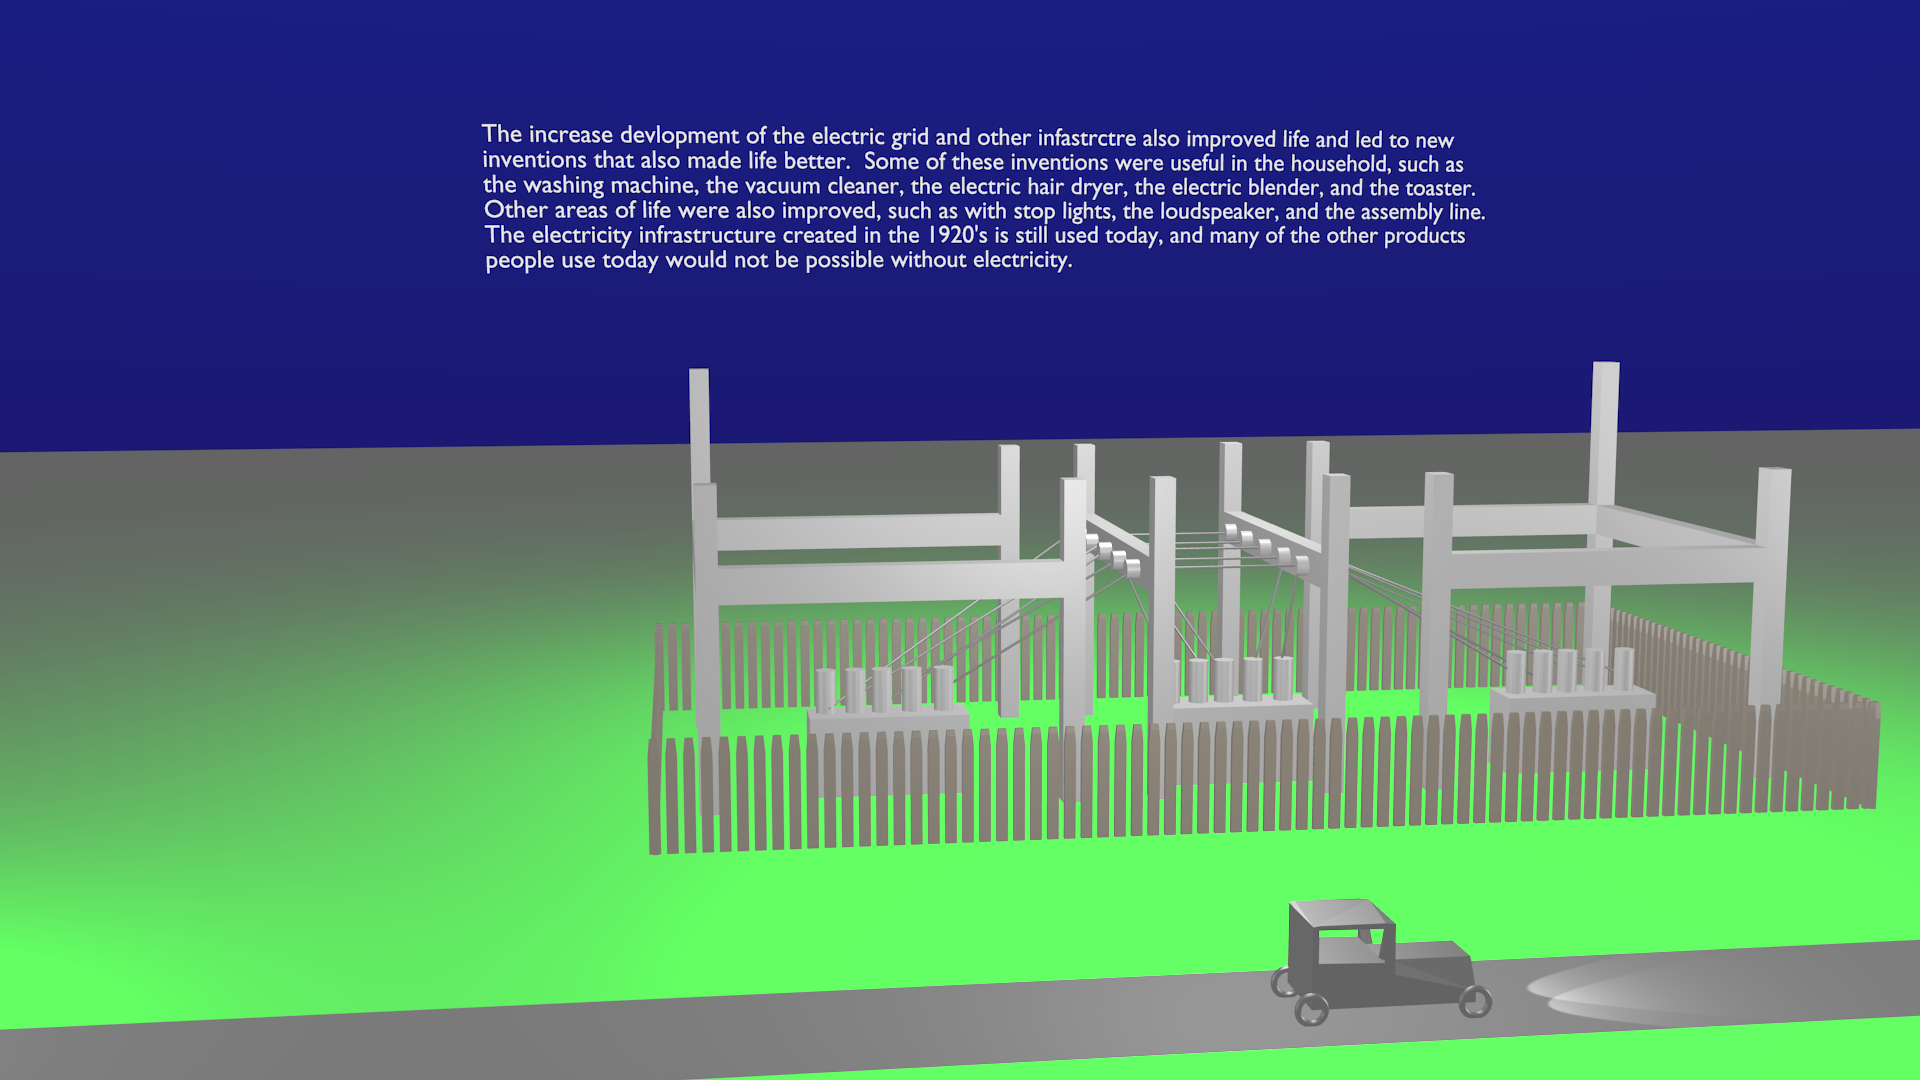 The increase devlopment of the electric grid and other infastrctre also improved life and led to new
inventions that also made life better.  Some of these inventions were useful in the household, such as
the washing machine, the vacuum cleaner, the electric hair dryer, the electric blender, and the toaster.
Other areas of life were also improved, such as with stop lights, the loudspeaker, and the assembly line.
The electricity infrastructure created in the 1920's is still used today, and many of the other products
people use today would not be possible without electricity.